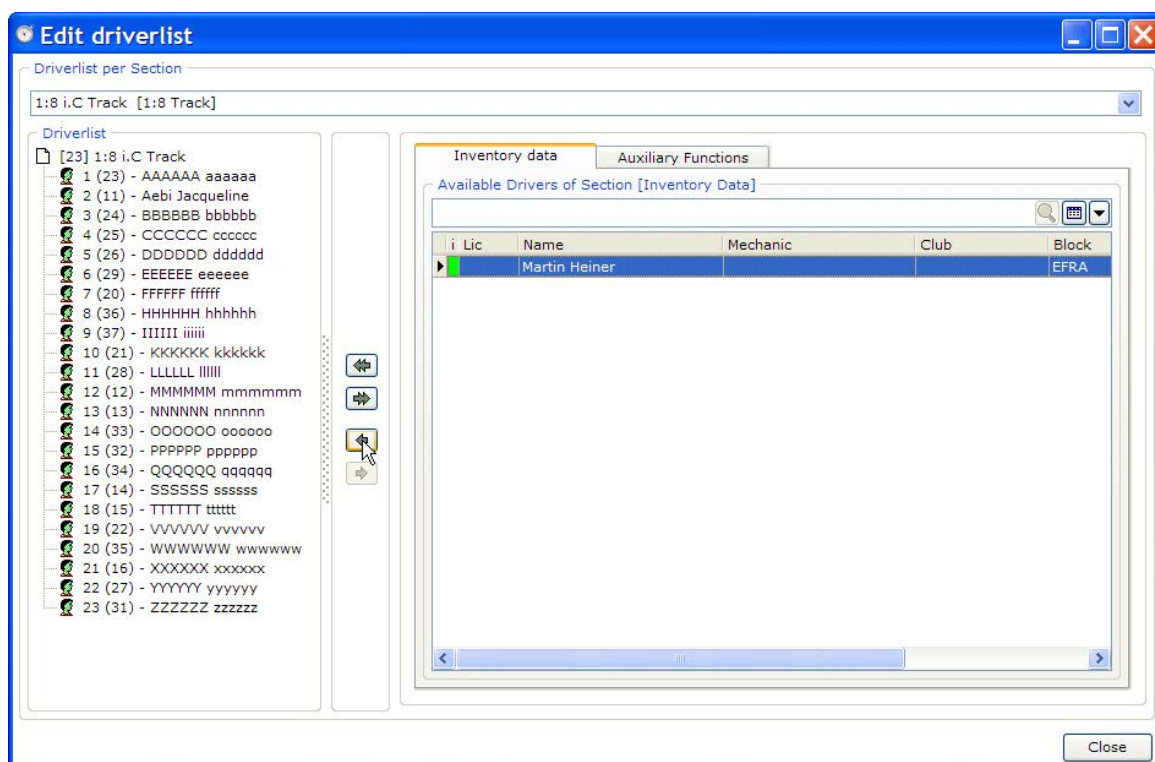 Edit driverlist
Driverlist per Section
1:8 i.C Track [1:8 Track]
Driverlist
[23] 1:8 i.C Track
1 (23) - AAAAAA aaaaaa
2 (11) - Aebi Jacqueline
3 (24) - BBBBBB bbbbbb
4 (25) - CCCCCC cccccc
5 (26) - DDDDDD dddddd
6 (29) - EEEEEE eeeeee
7 (20) - FFFFFF ffffff
8 (36) - HHHHHH hhhhhh
9 (37) - IIIIII iiiiii
10 (21) - KKKKKK kkkkkk
11 (28) - LLLLLL llllll
12 (12) - MMMMMM mmmmmm
13 (13) - NNNNNN nnnnnn
14 (33) - OOOOOO oooooo
15 (32) - PPPPPP pppppp
16 (34) - QQQQQQ qqqqqq
17 (14) - SSSSSS ssssss
18 (15) - TTTTTT tttttt
19 (22) - VVVVVV vvvvvv
20 (35) - WWWWWW wwwwww
21 (16) - XXXXXX xxxxxx
22 (27) - YYYYYY yyyyyy
23 (31) - ZZZZZZ zzzzzz
Inventory data Auxiliary Functions
Available Drivers of Section [Inventory Data]
i Lic Name Mechanic Club Block
Martin Heiner EFRA
Close